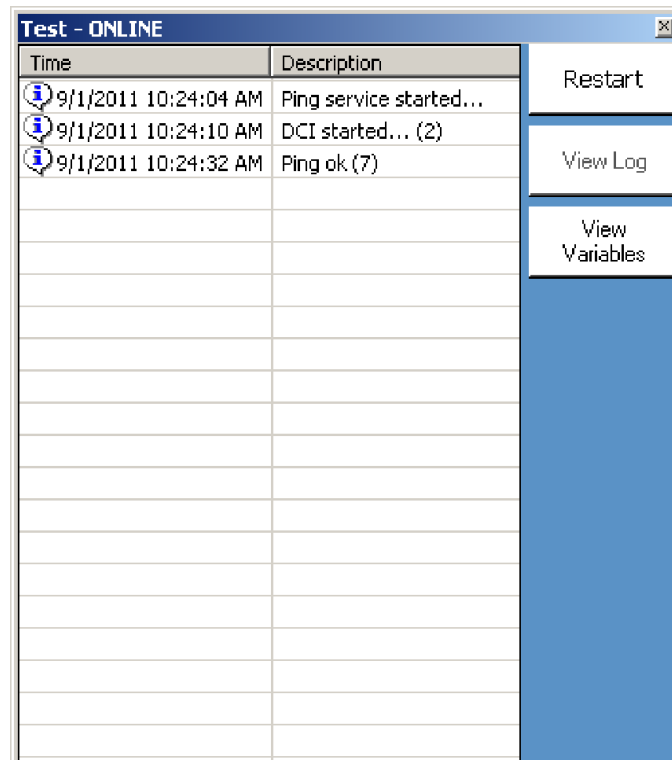 Test - ONLINE
Time Description
9/1/2011 10:24:04 AM Ping service started...
9/1/2011 10:24:10 AM DCI started... (2)
9/1/2011 10:24:32 AM Ping ok (7)
Restart
View Log
View
Variables